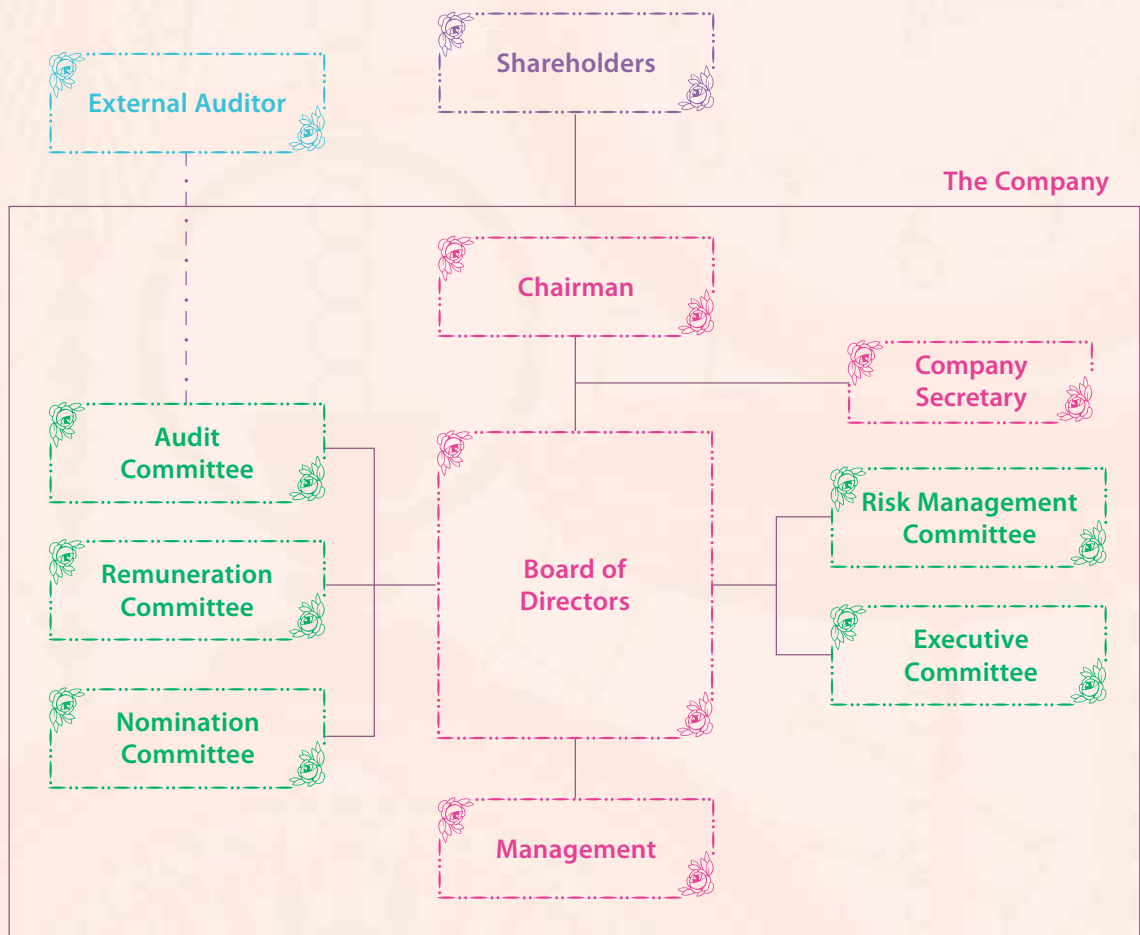 Shareholders
External Auditor
The Company
Chairman
Company
Secretary
Audit
Committee
Risk Management
Committee
Remuneration
Committee
Board of
Directors
Executive
Committee
Nomination
Committee
Management